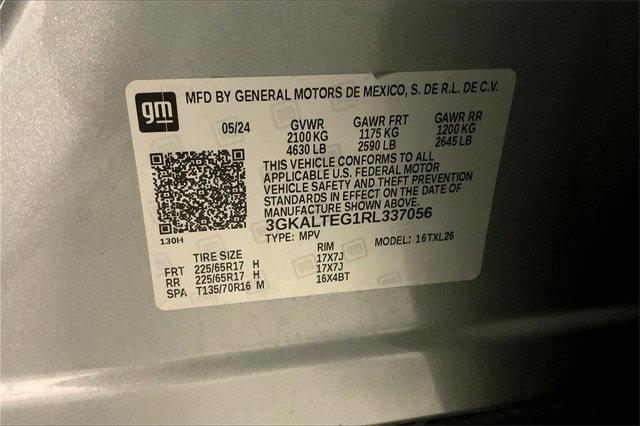 gm
MFD BY GENERAL MOTORS DE MEXICO, S. DE R.L. DE C.V.
05/24 GVWR GAWR FRT GAWR RR
2100 KG 1175 KG 1200 KG
4630 LB 2590 LB 2645 LB
THIS VEHICLE CONFORMS TO ALL
APPLICABLE U.S. FEDERAL MOTOR
VEHICLE SAFETY AND THEFT PREVENTION
STANDARDS IN EFFECT ON THE DATE OF
MANUFACTURE SHOWN ABOVE.
3GKALTEG1RL337056
130H
TYPE: MPV MODEL: 16TXL26
TIRE SIZE RIM
FRT 225/65R17 H 17X7J
RR 225/65R17 H 17X7J
SPA T135/70R16 M 16X4BT